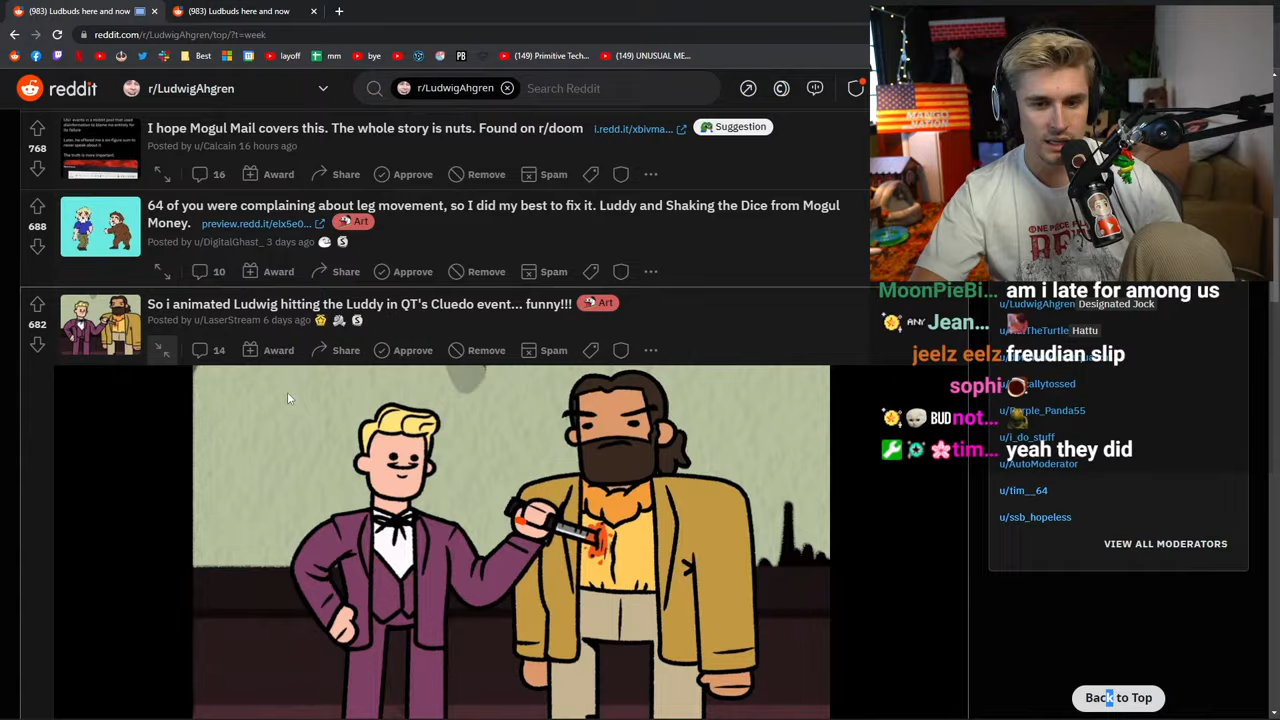 (983) Ludbuds here and now
(983) Ludbuds here and now
reddit.com/r/LudwigAhgren/top/?t=week
Best
layoff
mm
bye
PB
(149) Primitive Tech...
(149) UNUSUAL ME...
reddit
r/LudwigAhgren
r/LudwigAhgren
Search Reddit
MANGO
NATION
768
I hope Mogul Mail covers this. The whole story is nuts. Found on r/doom
i.redd.it/xbivma...
Suggestion
Posted by u/Calcain 16 hours ago
16
Award
Share
Approve
Remove
Spam
688
64 of you were complaining about leg movement, so I did my best to fix it. Luddy and Shaking the Dice from Mogul
Money.
preview.redd.it/elx5e0...
Art
Posted by u/DigitalGhast_ 3 days ago
10
Award
Share
Approve
Remove
Spam
682
So i animated Ludwig hitting the Luddy in QT's Cluedo event... funny!!!
Art
Posted by u/LaserStream 6 days ago
14
Award
Share
Approve
Remove
Spam
MoonPieBi... am i late for among us
u/LudwigAhgren Designated Jock
ANY Jean...
TheTurtle Hattu
jeelz eelz freudian slip
sophi
BUD not...
u/Purple_Panda55
u/i_do_stuff
tim... yeah they did
u/AutoModerator
u/tim__64
u/ssb_hopeless
VIEW ALL MODERATORS
Back to Top